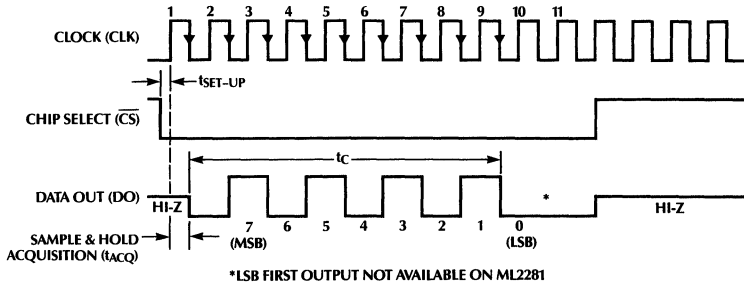 1 2 3 4 5 6 7 8 9 10 11
CLOCK (CLK)
tSET–UP
CHIP SELECT (CS)
tC
DATA OUT (DO)
HI-Z
*
HI-Z
7 6 5 4 3 2 1 0
(MSB) (LSB)
SAMPLE & HOLD
ACQUISITION (tACQ)
*LSB FIRST OUTPUT NOT AVAILABLE ON ML2281